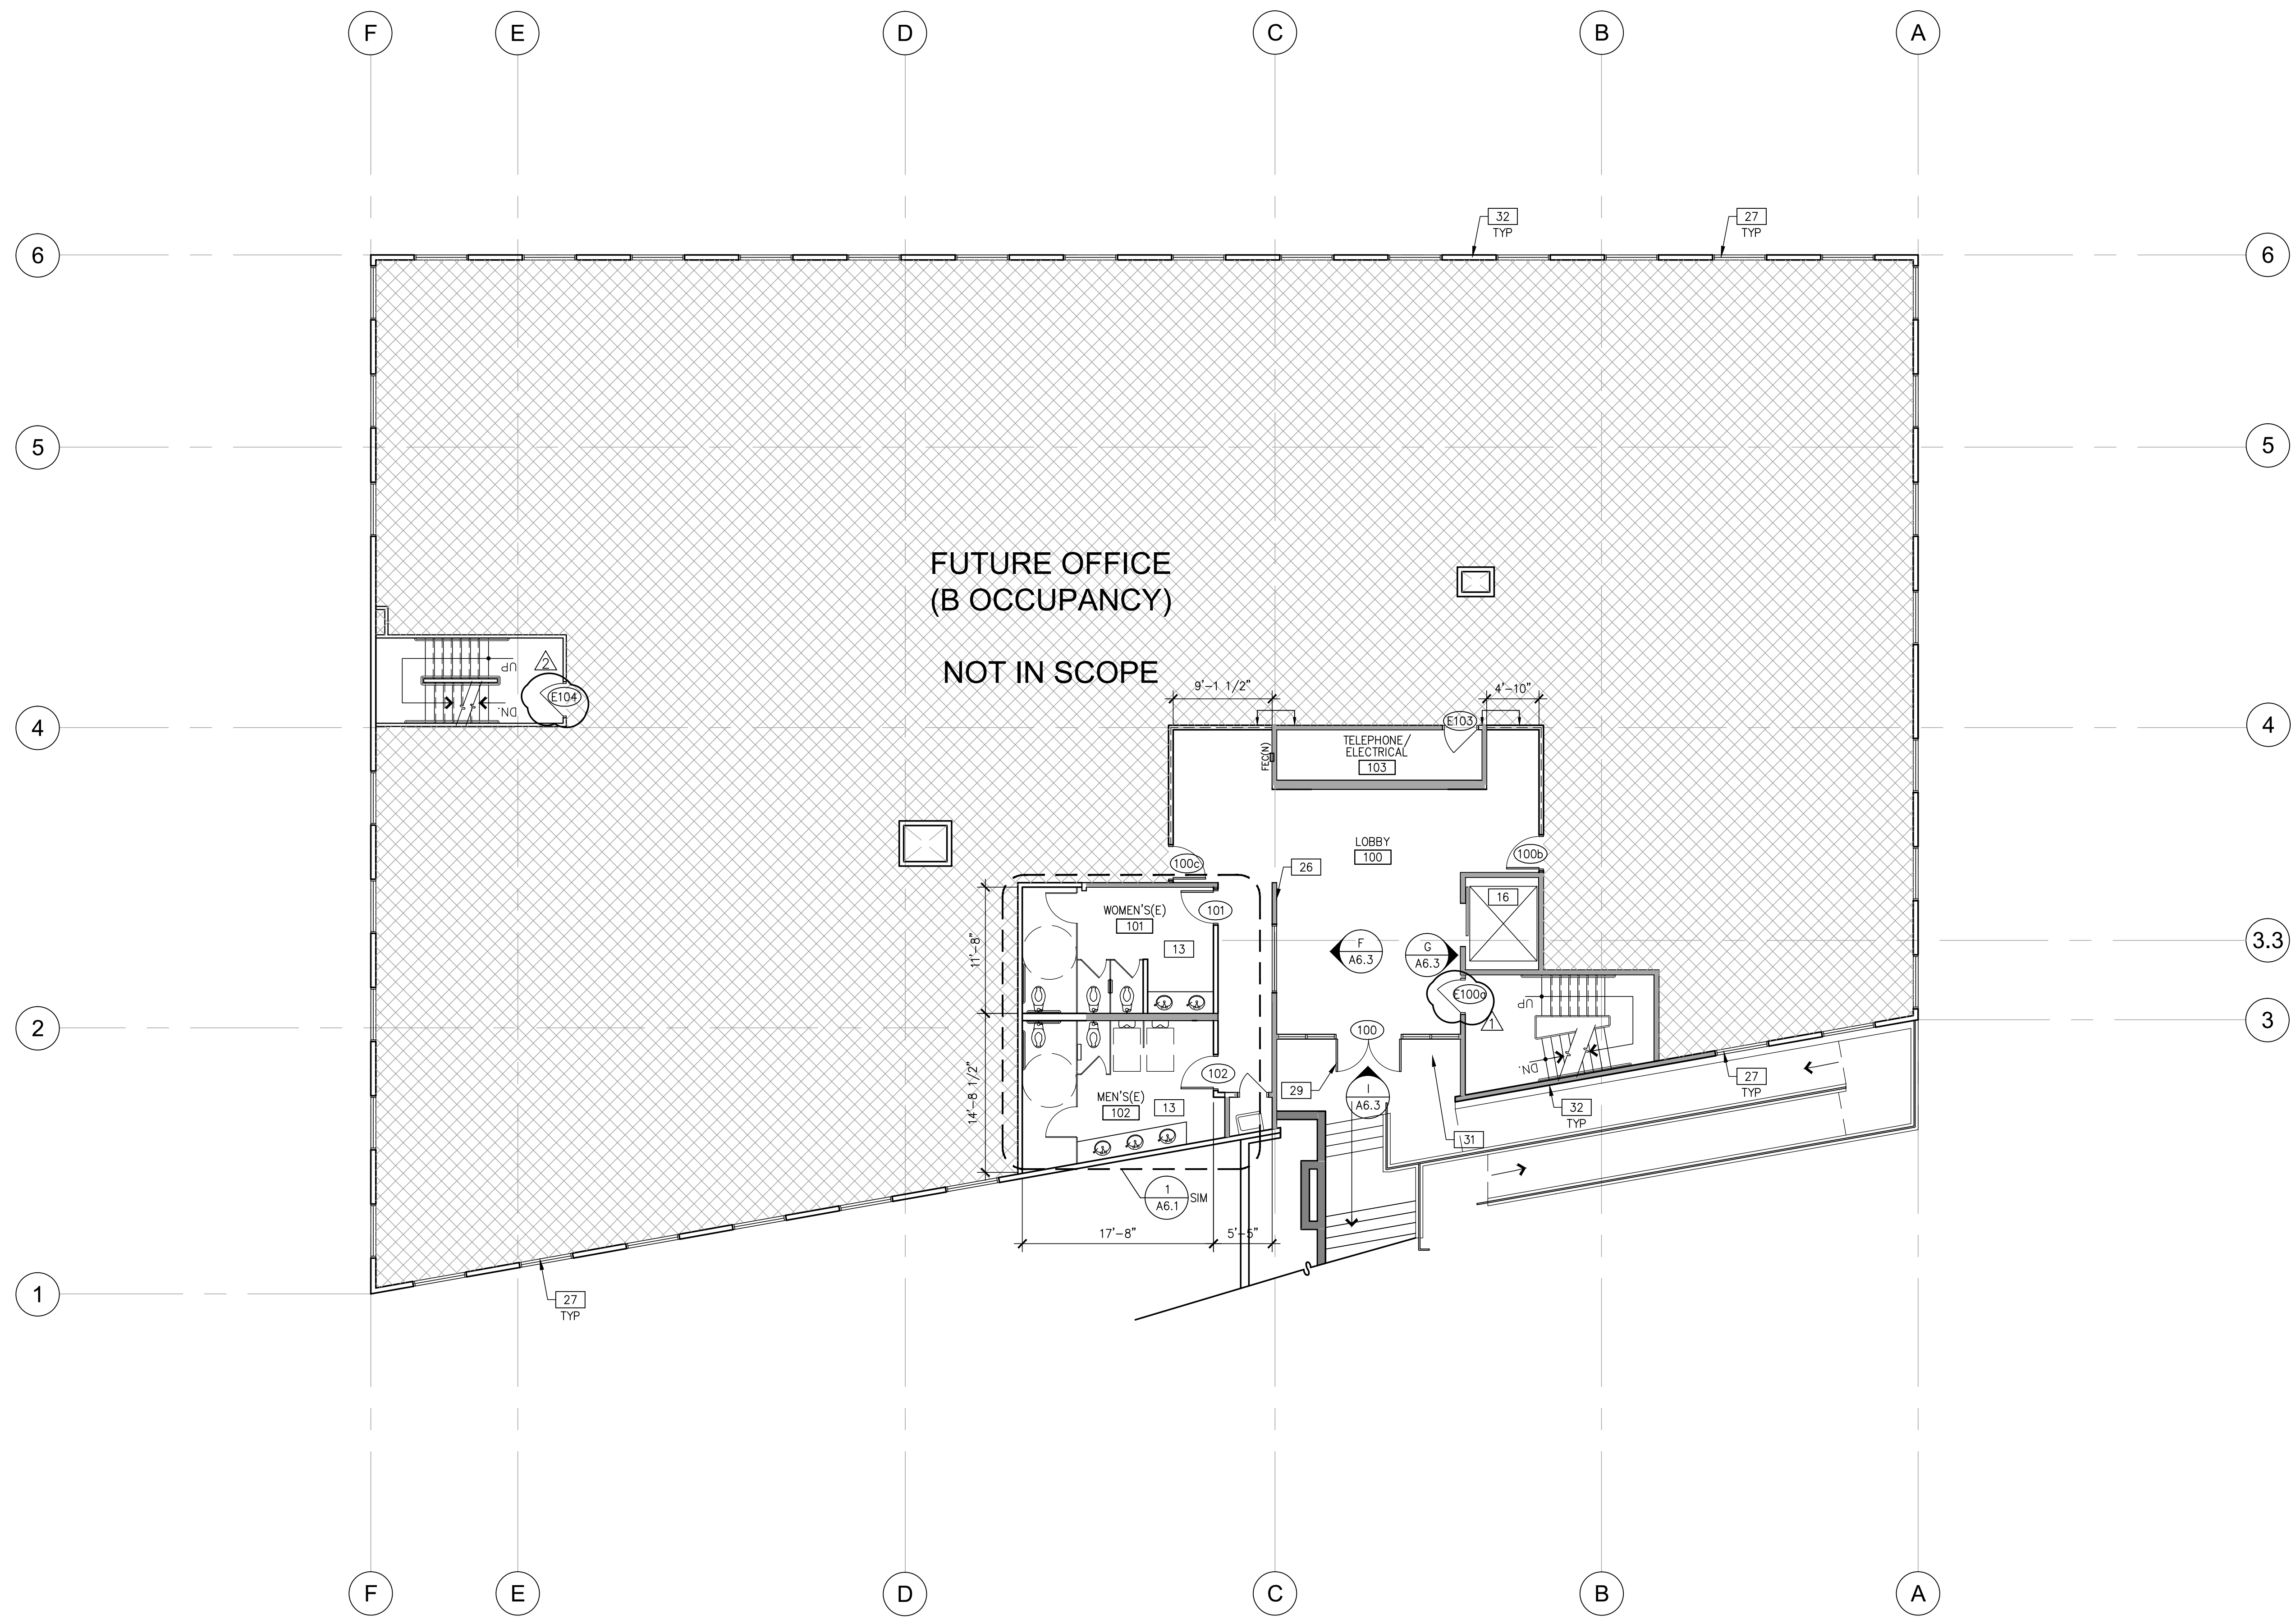 F
E
D
C
B
A
32
TYP
27
TYP
6
6
5
5
FUTURE OFFICE
(B OCCUPANCY)
NOT IN SCOPE
UP
2
E104
DN.
9'-1 1/2"
4'-10"
4
4
E103
FEC(N)
TELEPHONE/
ELECTRICAL
103
LOBBY
100
100c
100b
26
16
WOMEN'S(E)
101
101
13
11'-8"
F
A6.3
G
A6.3
3.3
E100a
1
UP
2
3
100
DN.
102
14'-8 1/2"
MEN'S(E)
102
13
29
I
A6.3
27
TYP
32
TYP
31
1
A6.1
SIM
17'-8"
5'-5"
1
27
TYP
F
E
D
C
B
A